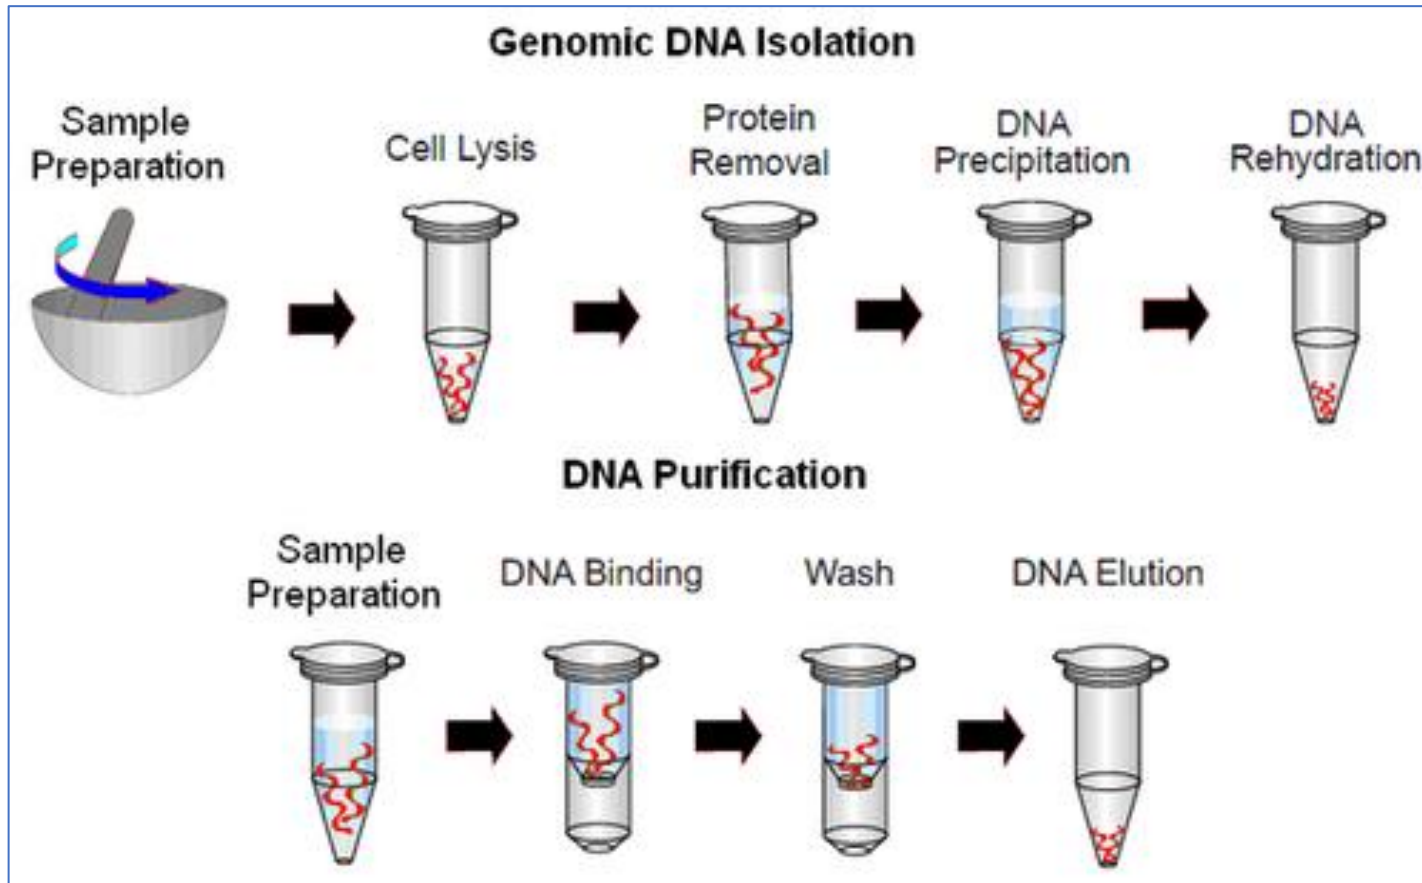 Genomic DNA Isolation
Sample
Preparation
Cell Lysis
Protein
Removal
DNA
Precipitation
DNA
Rehydration
DNA Purification
Sample
Preparation
DNA Binding
Wash
DNA Elution